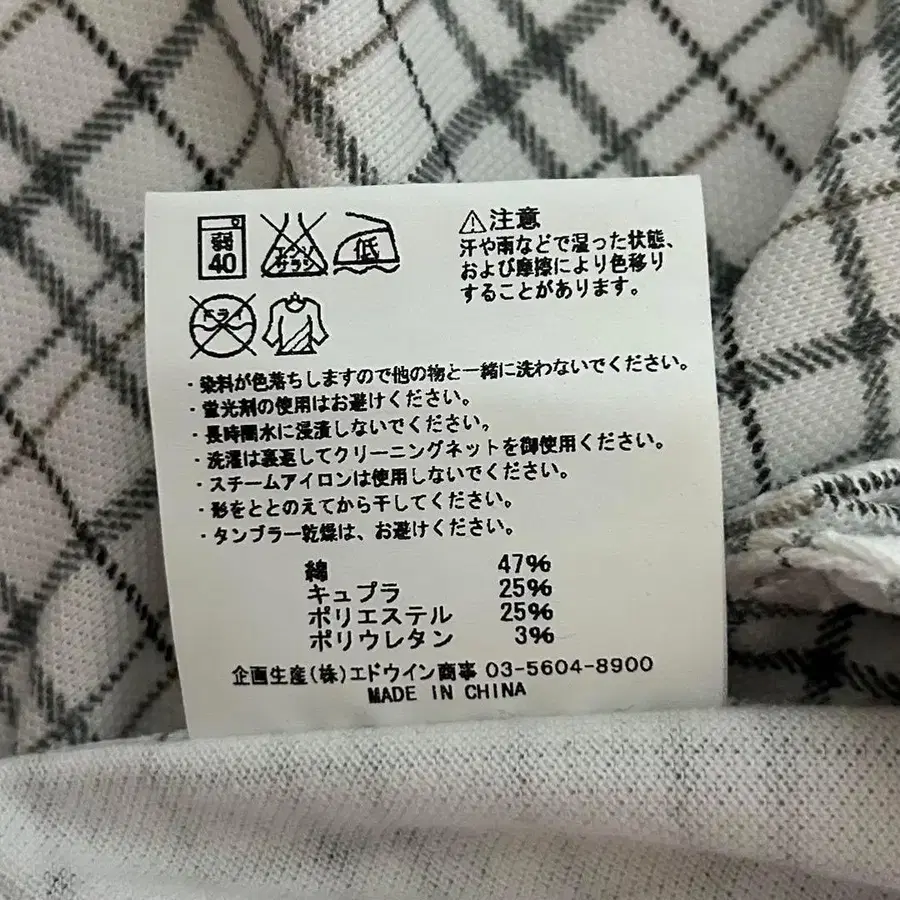 弱
40
エンソ
サラシ
低
ドライ
⚠注意
汗や雨などで湿った状態、
および摩擦により色移り
することがあります。
・染料が色落ちしますので他の物と一緒に洗わないでください。
・蛍光剤の使用はお避けください。
・長時間水に浸漬しないでください。
・洗濯は裏返してクリーニングネットを御使用ください。
・スチームアイロンは使用しないでください。
・形をととのえてから干してください。
・タンブラー乾燥は、お避けください。
綿 47%
キュプラ 25%
ポリエステル 25%
ポリウレタン 3%
企画生産(株)エドウイン商事 03-5604-8900
MADE IN CHINA